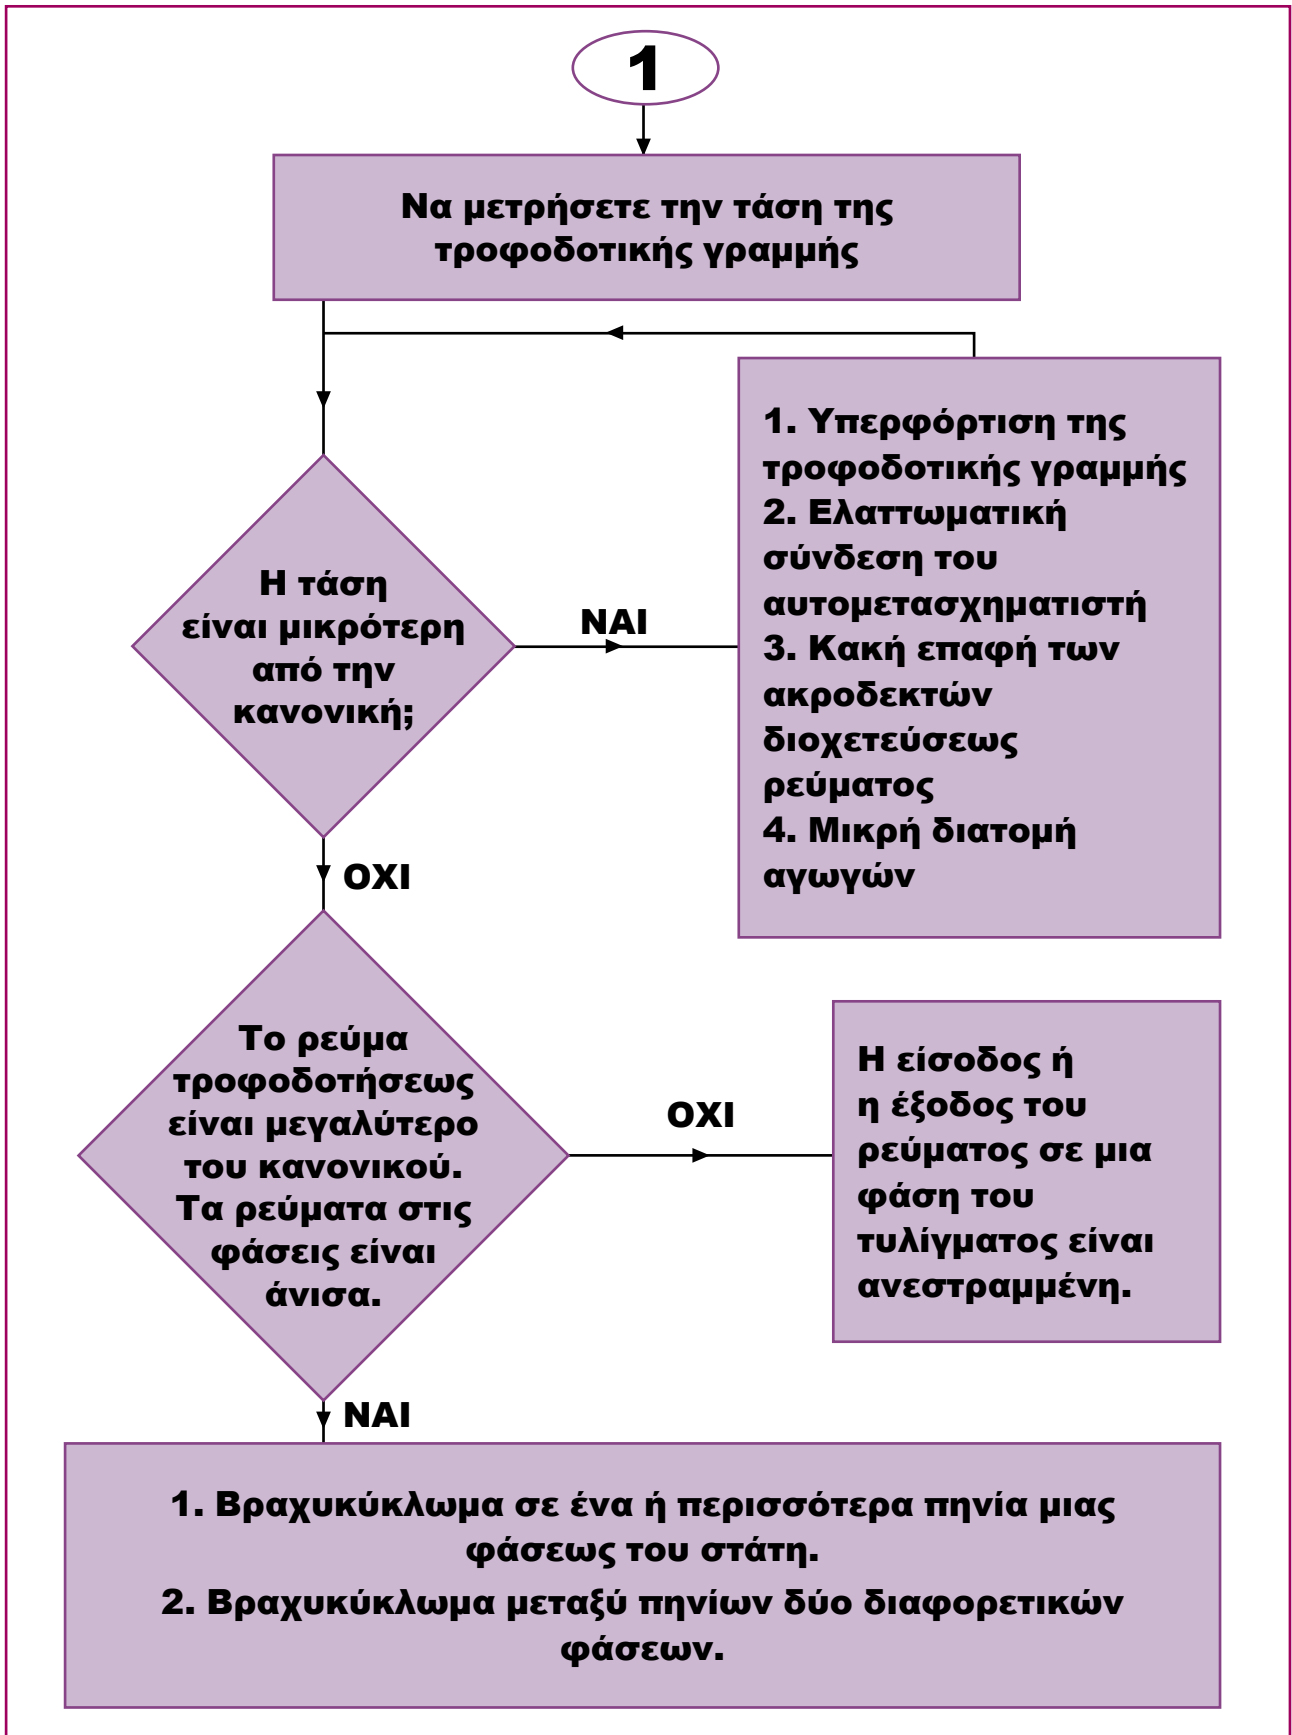 1
Να μετρήσετε την τάση της
τροφοδοτικής γραμμής
1. Υπερφόρτιση της
τροφοδοτικής γραμμής
2. Ελαττωματική
σύνδεση του
αυτομετασχηματιστή
3. Κακή επαφή των
ακροδεκτών
διοχετεύσεως
ρεύματος
4. Μικρή διατομή
αγωγών
Η τάση
είναι μικρότερη
από την
κανονική;
ΝΑΙ
ΟΧΙ
Το ρεύμα
τροφοδοτήσεως
είναι μεγαλύτερο
του κανονικού.
Τα ρεύματα στις
φάσεις είναι
άνισα.
ΟΧΙ
Η είσοδος ή
η έξοδος του
ρεύματος σε μια
φάση του
τυλίγματος είναι
ανεστραμμένη.
ΝΑΙ
1. Βραχυκύκλωμα σε ένα ή περισσότερα πηνία μιας
φάσεως του στάτη.
2. Βραχυκύκλωμα μεταξύ πηνίων δύο διαφορετικών
φάσεων.